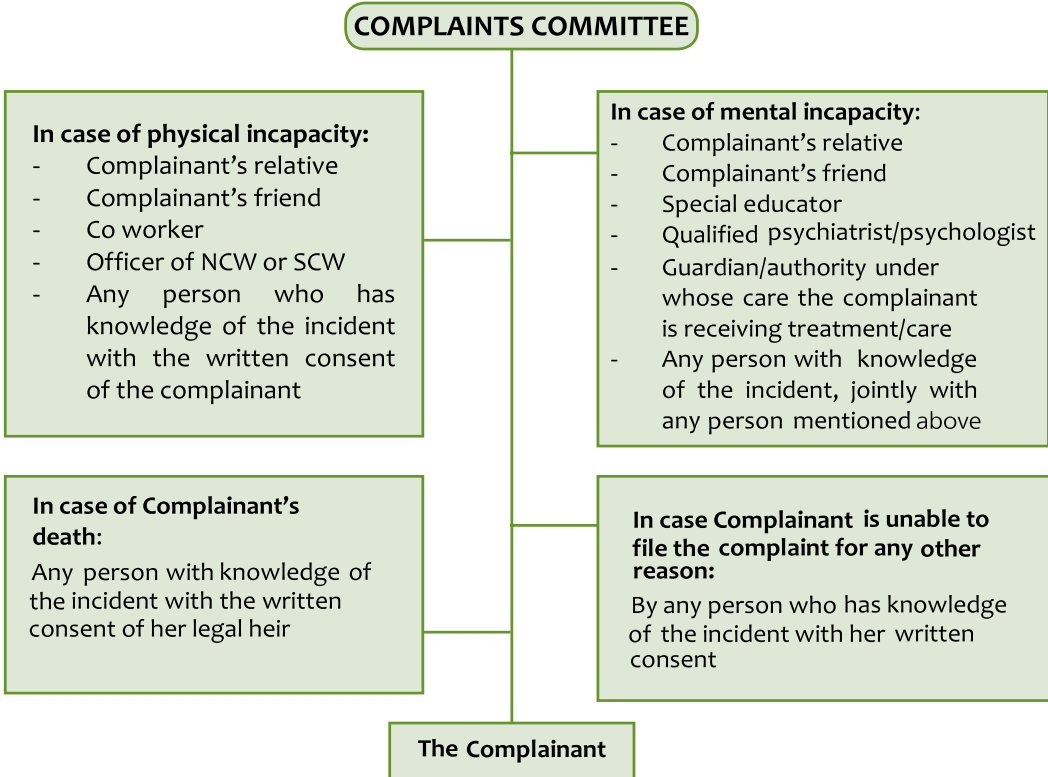 COMPLAINTS COMMITTEE
In case of physical incapacity:
- Complainant’s relative
- Complainant’s friend
- Co worker
- Officer of NCW or SCW
- Any person who has
knowledge of the incident
with the written consent
of the complainant
In case of mental incapacity:
- Complainant’s relative
- Complainant’s friend
- Special educator
- Qualified psychiatrist/psychologist
- Guardian/authority under
whose care the complainant
is receiving treatment/care
- Any person with knowledge
of the incident, jointly with
any person mentioned above
In case of Complainant’s
death:
Any person with knowledge of
the incident with the written
consent of her legal heir
In case Complainant is unable to
file the complaint for any other
reason:
By any person who has knowledge
of the incident with her written
consent
The Complainant